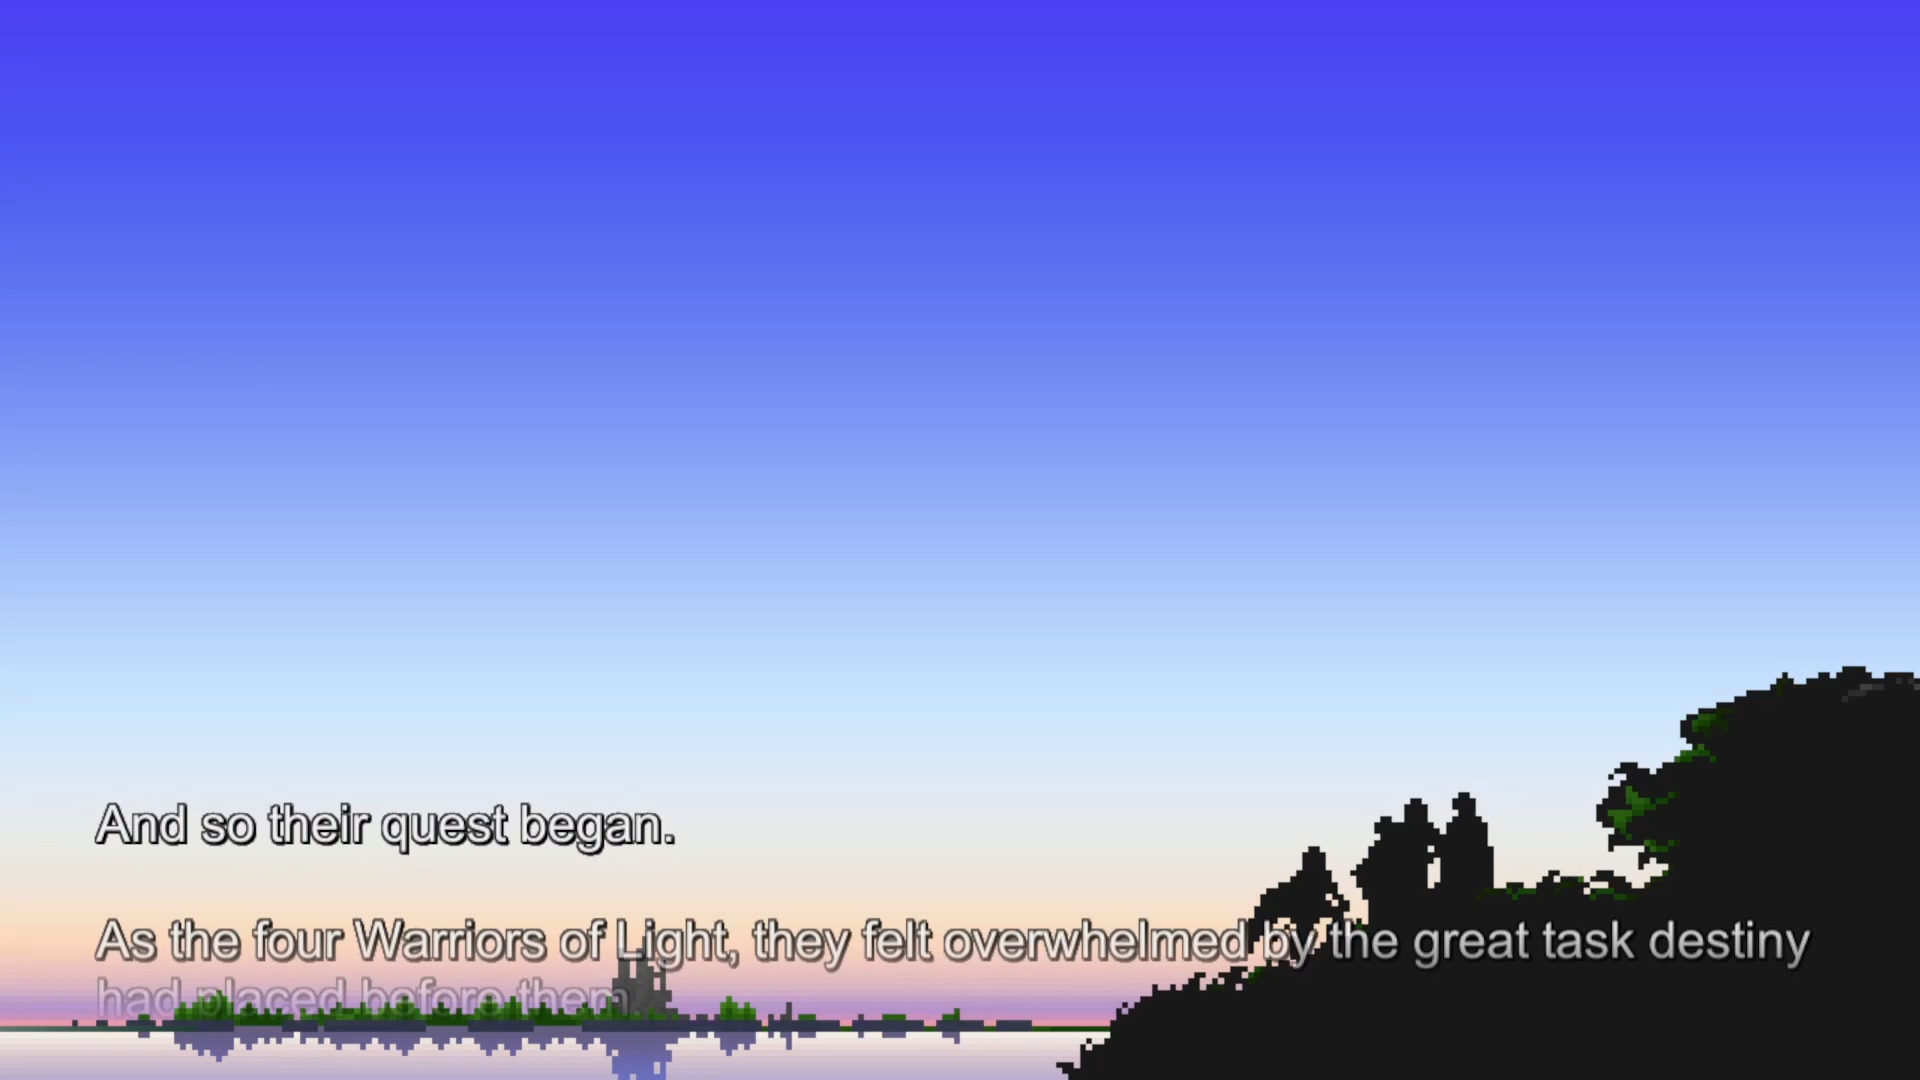 And so their quest began.
As the four Warriors of Light, they felt overwhelmed by the great task destiny
had placed before them.